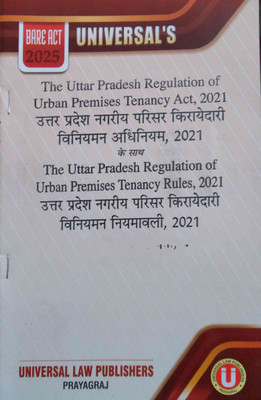 BARE ACT
2025
UNIVERSAL'S
The Uttar Pradesh Regulation of
Urban Premises Tenancy Act, 2021
उत्तर प्रदेश नगरीय परिसर किरायेदारी
विनियमन अधिनियम, 2021
के साथ
The Uttar Pradesh Regulation of
Urban Premises Tenancy Rules, 2021
उत्तर प्रदेश नगरीय परिसर किरायेदारी
विनियमन नियमावली, 2021
UNIVERSAL LAW PUBLISHERS
PRAYAGRAJ
U